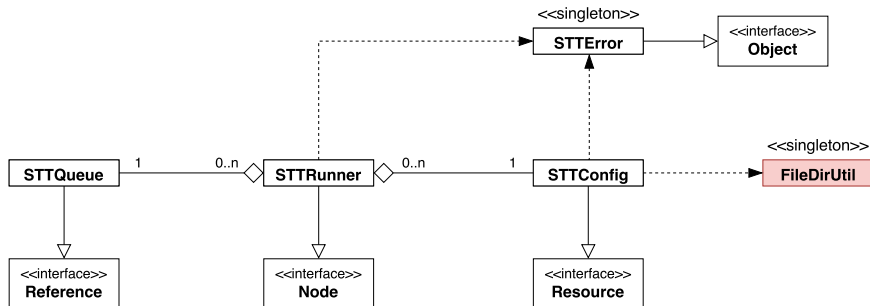 <<singleton>>
STTError
<<interface>>
Object
<<singleton>>
STTQueue
1
0..n
STTRunner
0..n
1
STTConfig
FileDirUtil
<<interface>>
Reference
<<interface>>
Node
<<interface>>
Resource